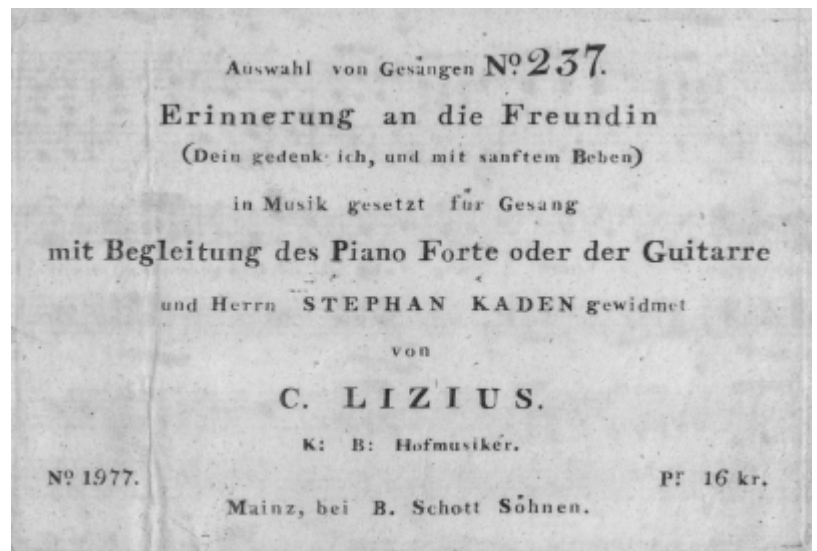 Auswahl von Gesängen Nº 237.
Erinnerung an die Freundin
(Dein gedenk' ich, und mit sanftem Beben)
in Musik gesetzt für Gesang
mit Begleitung des Piano Forte oder der Guitarre
und Herrn STEPHAN KADEN gewidmet
von
C. LIZIUS.
K: B: Hofmusiker.
Nº 1977. Pr 16 kr.
Mainz, bei B. Schott Söhnen.